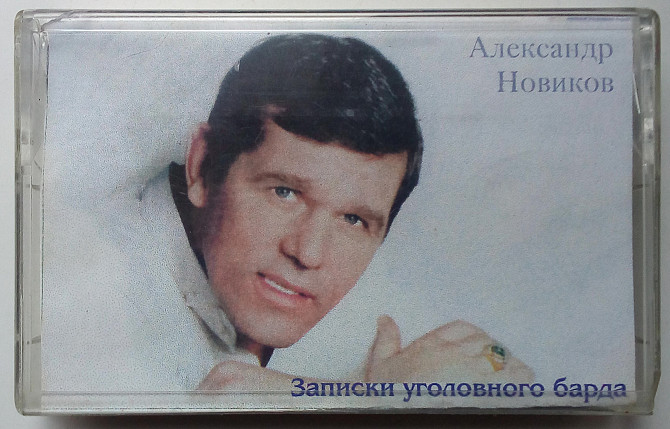 Александр
Новиков
Записки уголовного барда